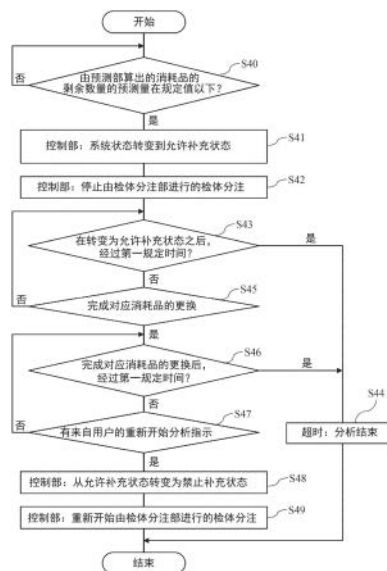 开始
S40
由预测部算出的消耗品的
剩余数量的预测量在规定值以下?
否
是
S41
控制部：系统状态转变到允许补充状态
S42
控制部：停止由检体分注部进行的检体分注
S43
在转变为允许补充状态之后，
经过第一规定时间?
是
否
S45
完成对应消耗品的更换
否
是
S46
完成对应消耗品的更换后，
经过第一规定时间?
是
否
S47
有来自用户的重新开始分析指示
否
是
S44
超时：分析结束
S48
控制部：从允许补充状态转变为禁止补充状态
S49
控制部：重新开始由检体分注部进行的检体分注
结束